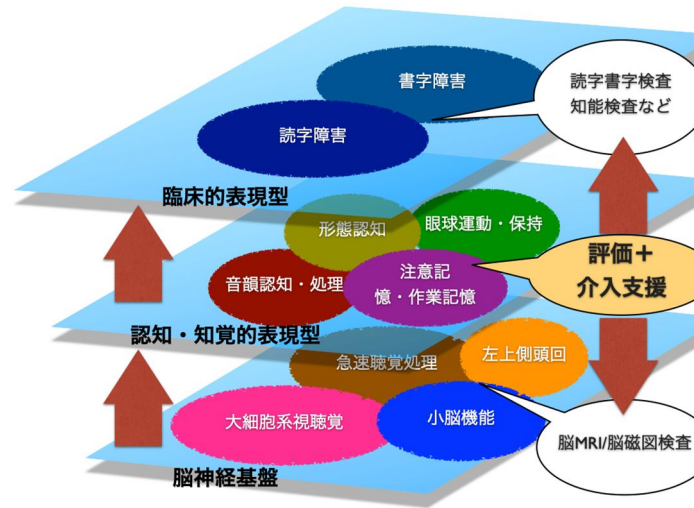 書字障害
読字書字検査
知能検査など
読字障害
臨床的表現型
形態認知
眼球運動・保持
音韻認知・処理
注意記
憶・作業記憶
評価＋
介入支援
認知・知覚的表現型
急速聴覚処理
左上側頭回
大細胞系視聴覚
小脳機能
脳MRI/脳磁図検査
脳神経基盤